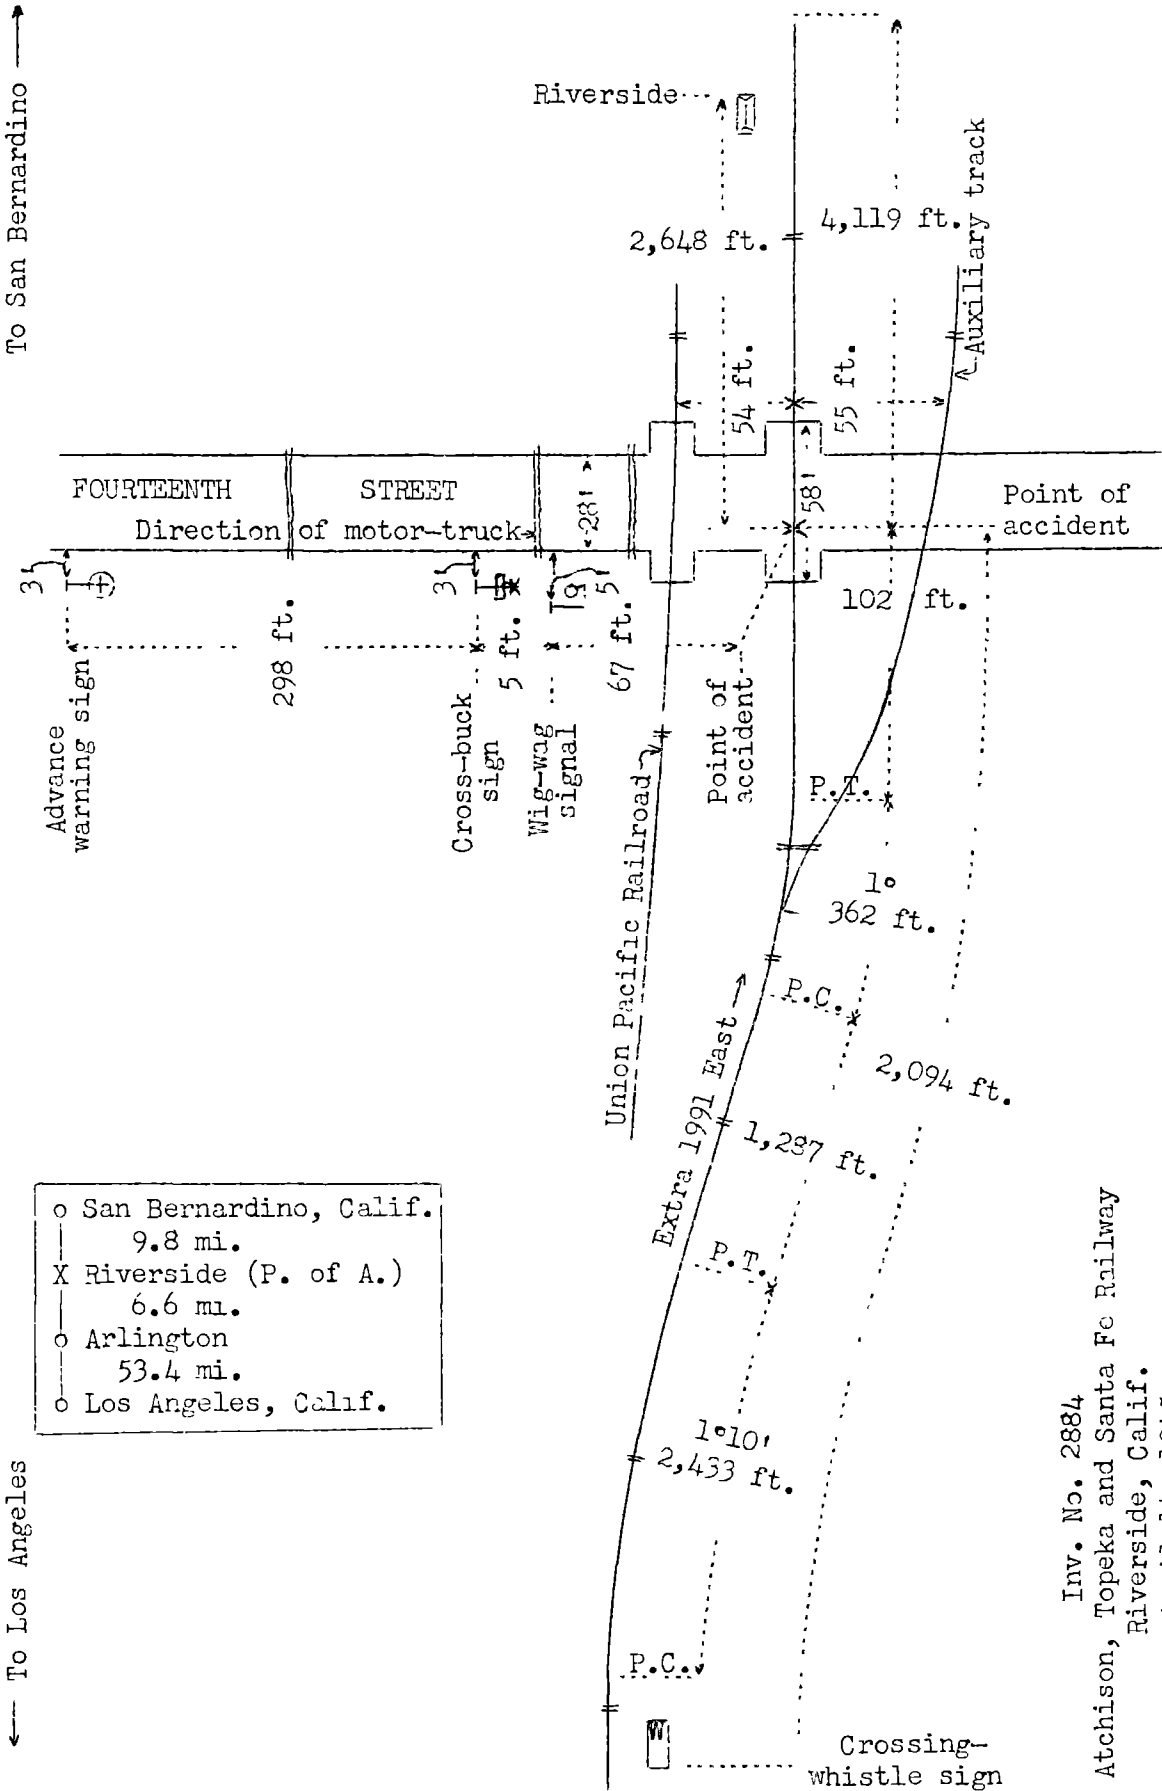 To San Bernardino
Riverside
2,648 ft.
4,119 ft.
Auxiliary track
54 ft.
55 ft.
FOURTEENTH STREET
Direction of motor-truck
28'
58'
Point of
accident
3
3
19
5
102 ft.
298 ft.
5 ft.
67 ft.
Advance
warning sign
Cross-buck
sign
Wig-wag
signal
Point of
accident
Union Pacific Railroad
P.T.
1°
362 ft.
P.C.
Extra 1991 East
2,094 ft.
1,287 ft.
P.T.
1°10'
2,433 ft.
P.C.
W
Crossing-
whistle sign
San Bernardino, Calif.
9.8 mi.
X Riverside (P. of A.)
6.6 mi.
Arlington
53.4 mi.
Los Angeles, Calif.
To Los Angeles
Inv. No. 2884
Atchison, Topeka and Santa Fe Railway
Riverside, Calif.